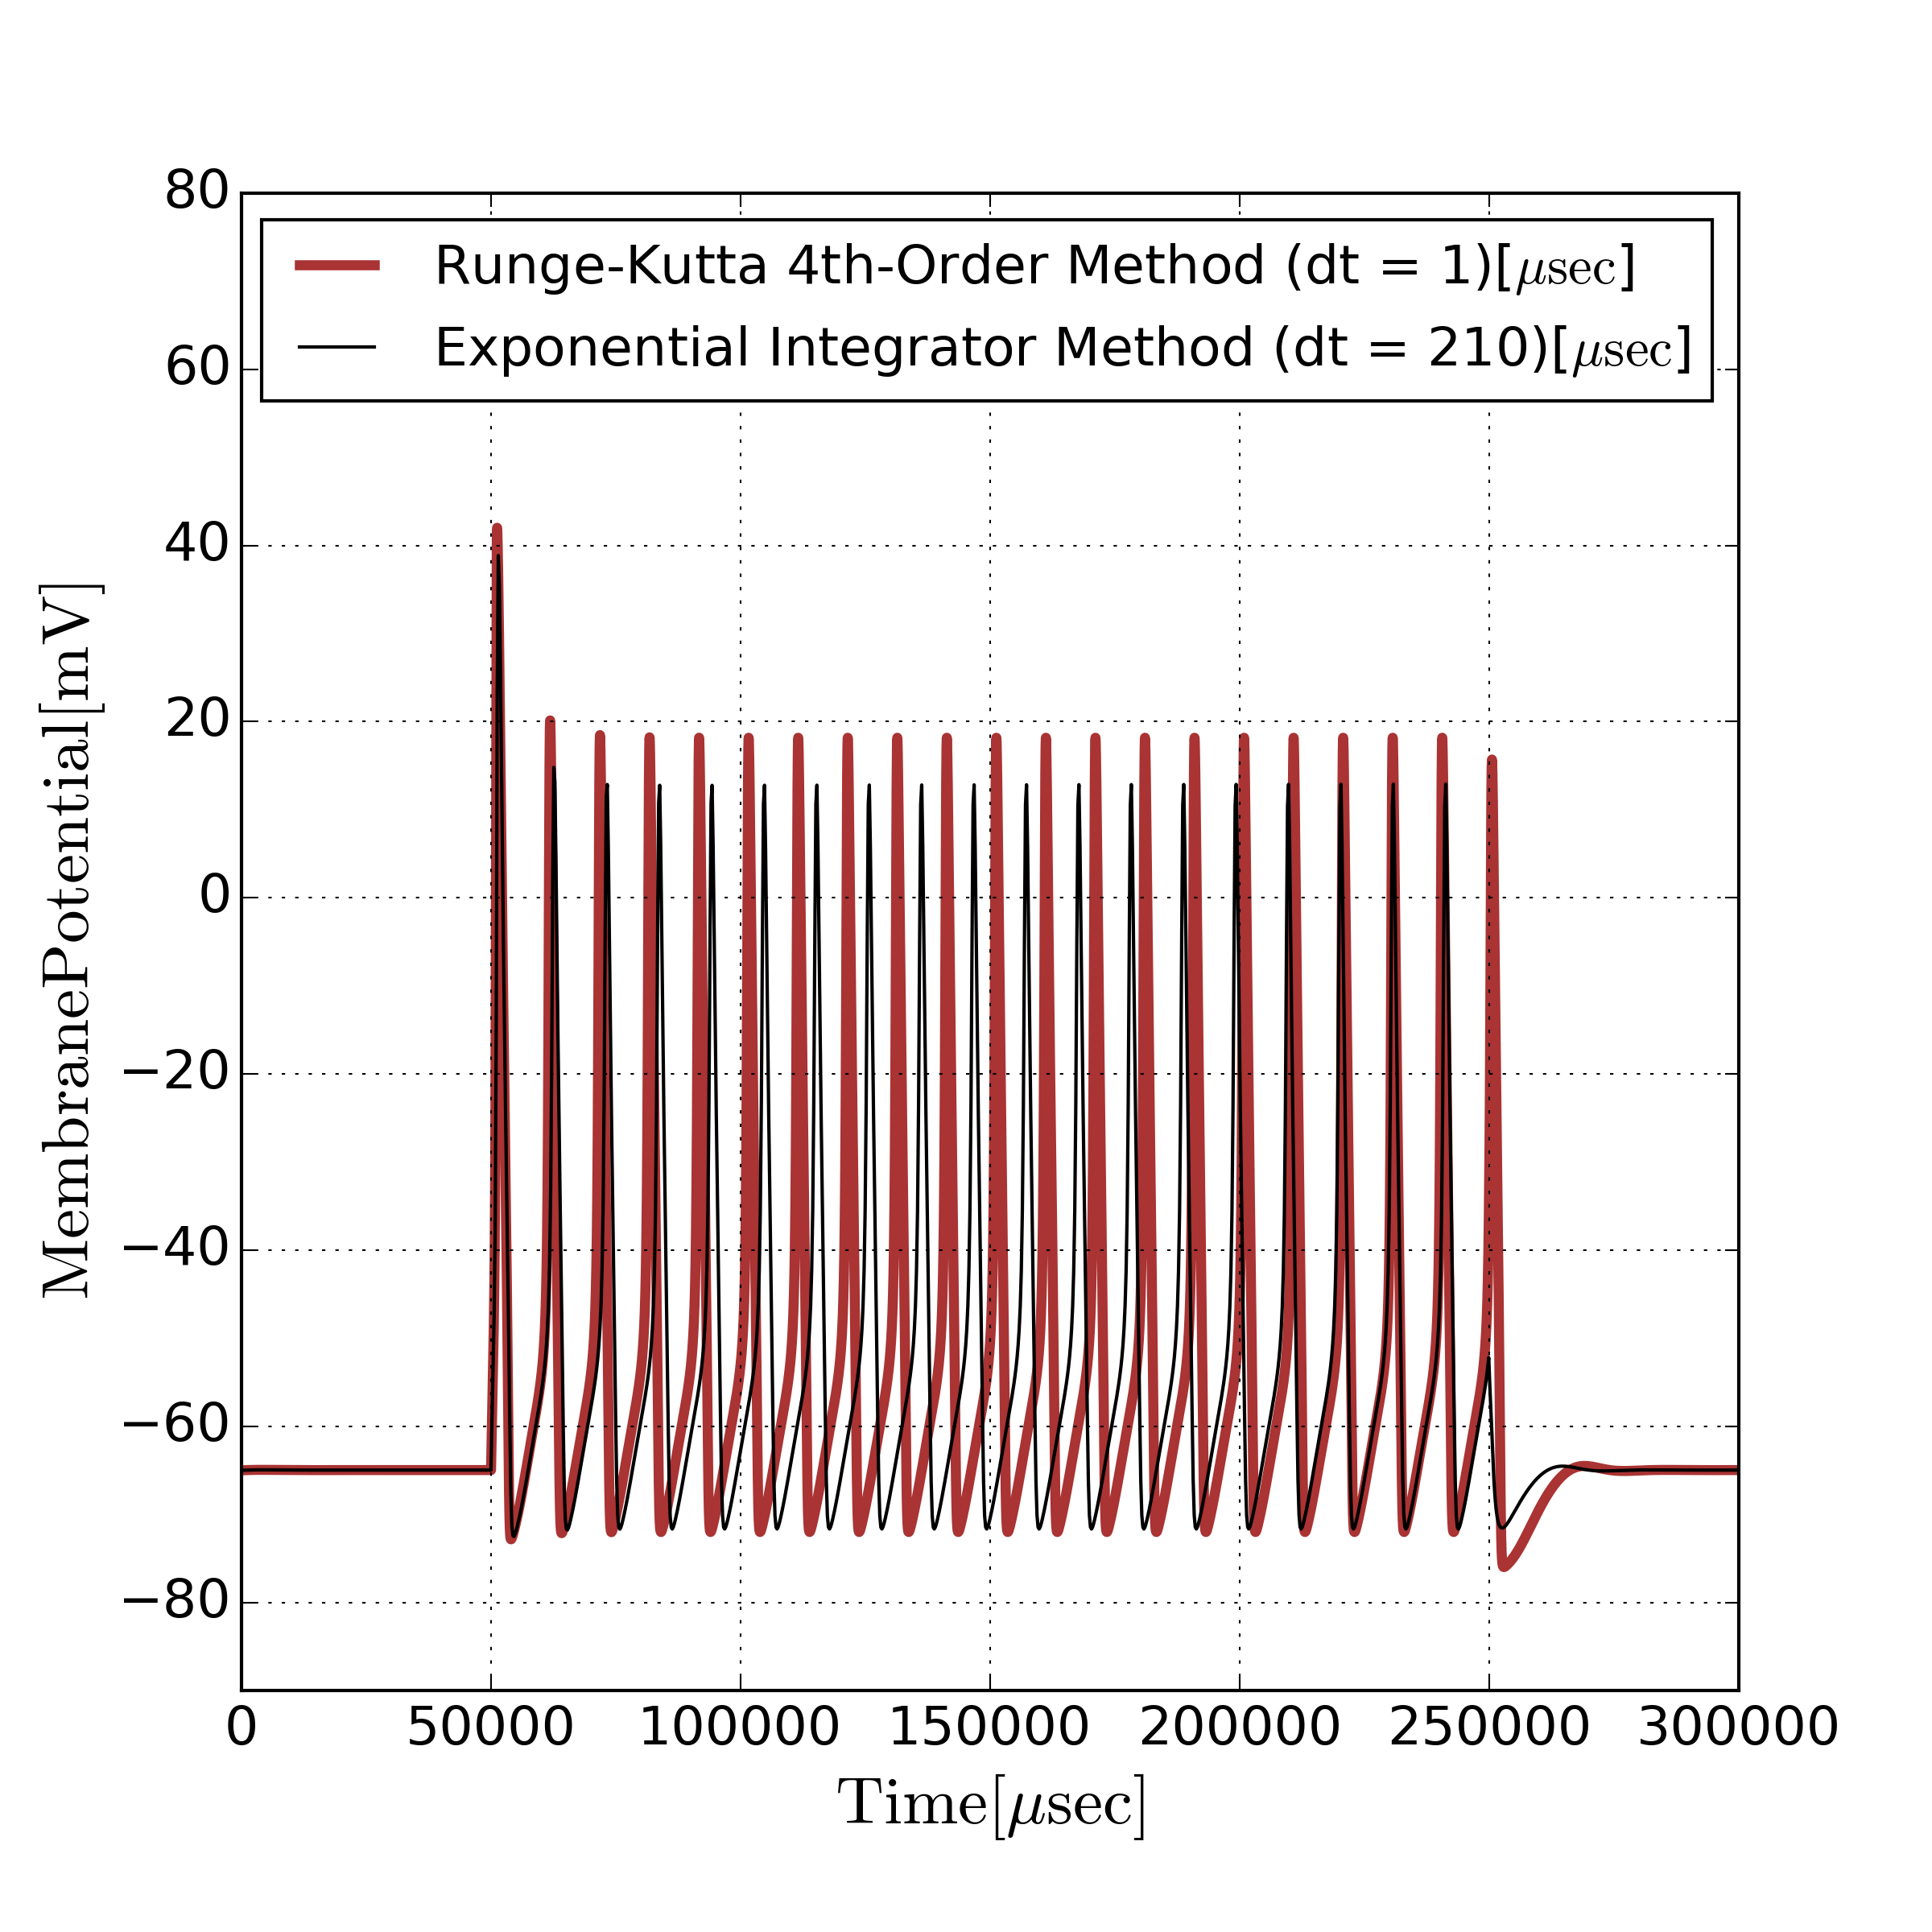 80
60
40
20
0
−20
−40
−60
−80
Runge-Kutta 4th-Order Method (dt = 1)[μsec]
Exponential Integrator Method (dt = 210)[μsec]
MembranePotential[mV]
0 50000 100000 150000 200000 250000 300000
Time[μsec]